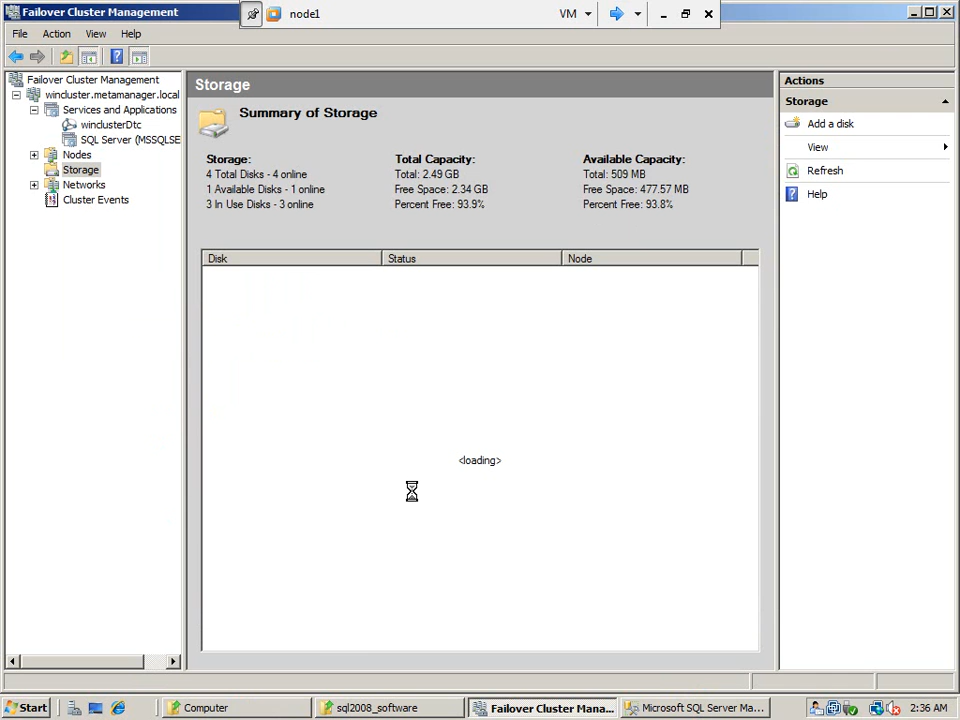 Failover Cluster Management
node1
VM
File Action View Help
Failover Cluster Management
wincluster.metamanager.local
Services and Applications
winclusterDtc
SQL Server (MSSQLSE
Nodes
Storage
Networks
Cluster Events
Storage
Summary of Storage
Storage:
4 Total Disks - 4 online
1 Available Disks - 1 online
3 In Use Disks - 3 online
Total Capacity:
Total: 2.49 GB
Free Space: 2.34 GB
Percent Free: 93.9%
Available Capacity:
Total: 509 MB
Free Space: 477.57 MB
Percent Free: 93.8%
Disk Status Node
<loading>
Actions
Storage
Add a disk
View
Refresh
Help
Start
Computer
sql2008_software
Failover Cluster Mana...
Microsoft SQL Server Ma...
2:36 AM